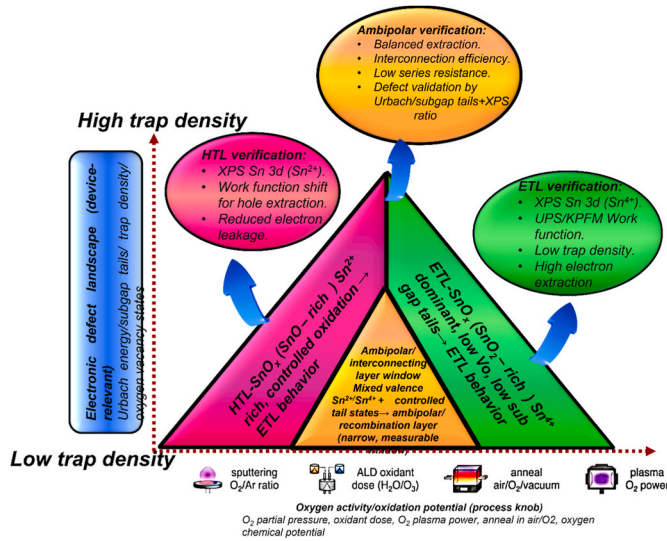 Ambipolar verification:
• Balanced extraction.
• Interconnection efficiency.
• Low series resistance.
• Defect validation by
Urbach/subgap tails+XPS
ratio
High trap density
HTL verification:
• XPS Sn 3d (Sn²⁺).
• Work function shift
for hole extraction.
• Reduced electron
leakage.
ETL verification:
• XPS Sn 3d (Sn⁴⁺).
• UPS/KPFM Work
function.
• Low trap density.
• High electron
extraction
Electronic defect landscape (device-
relevant)
Urbach energy/subgap tails/ trap density/
oxygen vacancy states
HTL-SnOₓ (SnO– rich ) Sn²⁺
rich, controlled oxidation →
ETL behavior
ETL-SnOₓ (SnO₂– rich ) Sn⁴⁺
dominant, low Vo, low sub
gap tails→ ETL behavior
Ambipolar/
interconnecting
layer window
Mixed valence
Sn²⁺/Sn⁴⁺ + controlled
tail states→ ambipolar/
recombination layer
(narrow, measurable
window)
Low trap density
sputtering
O₂/Ar ratio
ALD oxidant
dose (H₂O/O₃)
anneal
air/O₂/vacuum
plasma
O₂ power
Oxygen activity/oxidation potential (process knob)
O₂ partial pressure, oxidant dose, O₂ plasma power, anneal in air/O2, oxygen
chemical potential